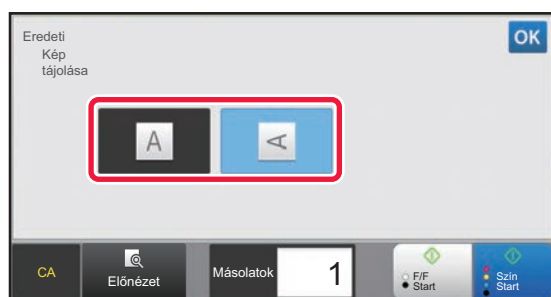 Eredeti
Kép
tájolása
OK
A
A
CA
Előnézet
Másolatok
1
F/F
Start
Szín
Start